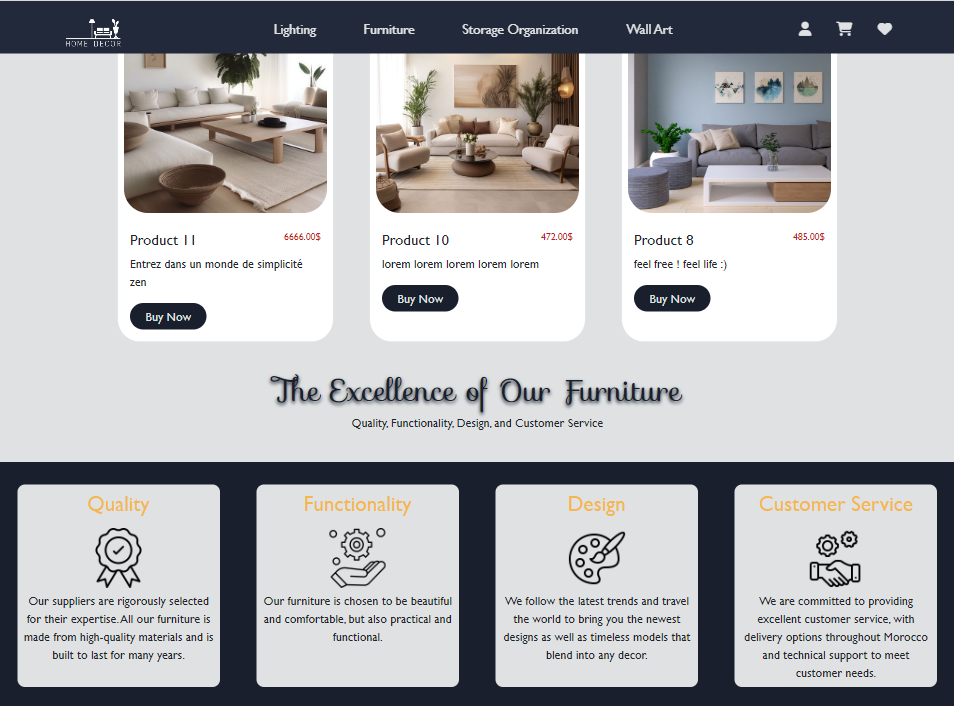 HOME DECOR
Lighting
Furniture
Storage Organization
Wall Art
Product 11
6666.00$
Entrez dans un monde de simplicité
zen
Buy Now
Product 10
472.00$
lorem lorem lorem lorem lorem
Buy Now
Product 8
485.00$
feel free ! feel life :)
Buy Now
The Excellence of Our Furniture
Quality, Functionality, Design, and Customer Service
Quality
Our suppliers are rigorously selected
for their expertise. All our furniture is
made from high-quality materials and is
built to last for many years.
Functionality
Our furniture is chosen to be beautiful
and comfortable, but also practical and
functional.
Design
We follow the latest trends and travel
the world to bring you the newest
designs as well as timeless models that
blend into any decor.
Customer Service
We are committed to providing
excellent customer service, with
delivery options throughout Morocco
and technical support to meet
customer needs.